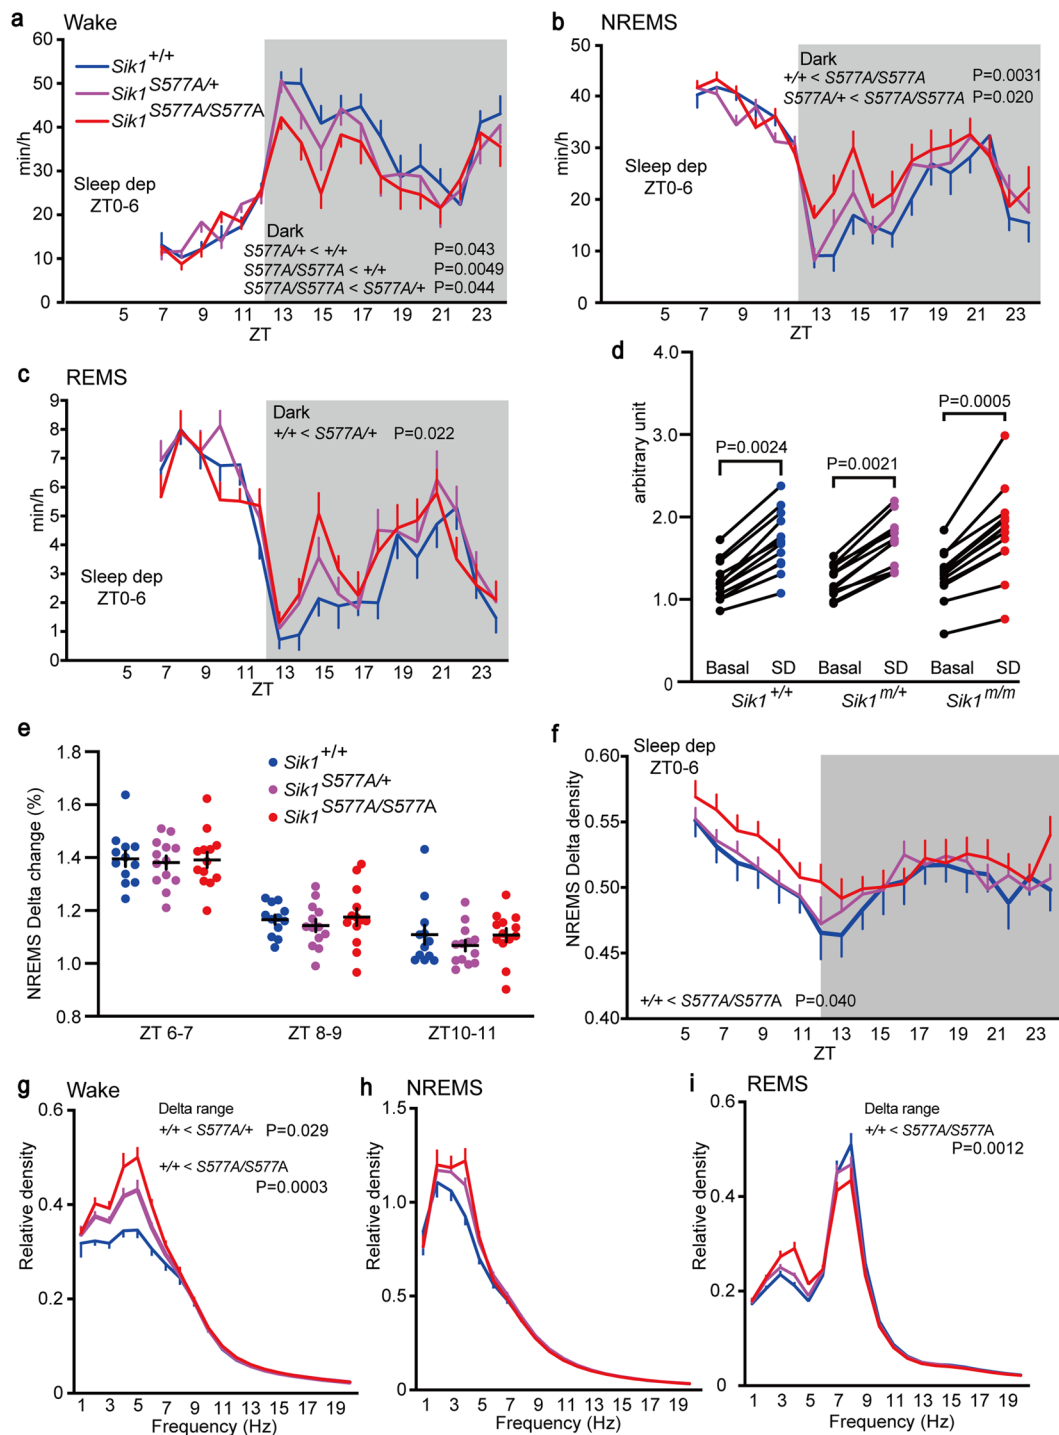 a Wake
60
50
40
30
20
10
0
min/h
Sik1 +/+
Sik1 S577A/+
Sik1 S577A/S577A
Sleep dep
ZT0-6
Dark
S577A/+ < +/+ P=0.043
S577A/S577A < +/+ P=0.0049
S577A/S577A < S577A/+ P=0.044
5 7 9 11 13 15 17 19 21 23
ZT
b NREMS
50
40
30
20
10
0
min/h
Dark
+/+ < S577A/S577A P=0.0031
S577A/+ < S577A/S577A P=0.020
Sleep dep
ZT0-6
5 7 9 11 13 15 17 19 21 23
ZT
c REMS
9
8
7
6
5
4
3
2
1
0
min/h
Dark
+/+ < S577A/+ P=0.022
Sleep dep
ZT0-6
5 7 9 11 13 15 17 19 21 23
ZT
d
4.0
3.0
2.0
1.0
0
arbitrary unit
P=0.0024
P=0.0021
P=0.0005
Basal SD Basal SD Basal SD
Sik1 +/+ Sik1 m/+ Sik1 m/m
e
1.8
1.6
1.4
1.2
1.0
0.8
NREMS Delta change (%)
Sik1 +/+
Sik1 S577A/+
Sik1 S577A/S577A
ZT 6-7 ZT 8-9 ZT10-11
f
Sleep dep
ZT0-6
0.60
0.55
0.50
0.45
0.40
NREMS Delta density
+/+ < S577A/S577A P=0.040
5 7 9 11 13 15 17 19 21 23
ZT
g Wake
0.6
0.4
0.2
0
Relative density
Delta range
+/+ < S577A/+ P=0.029
+/+ < S577A/S577A
P=0.0003
1 3 5 7 9 11 13 15 17 19
Frequency (Hz)
h NREMS
1.5
1.0
0.5
0
Relative density
1 3 5 7 9 11 13 15 17 19
Frequency (Hz)
i REMS
0.6
0.4
0.2
0
Relative density
Delta range
+/+ < S577A/S577A
P=0.0012
1 3 5 7 9 11 13 15 17 19
Frequency (Hz)